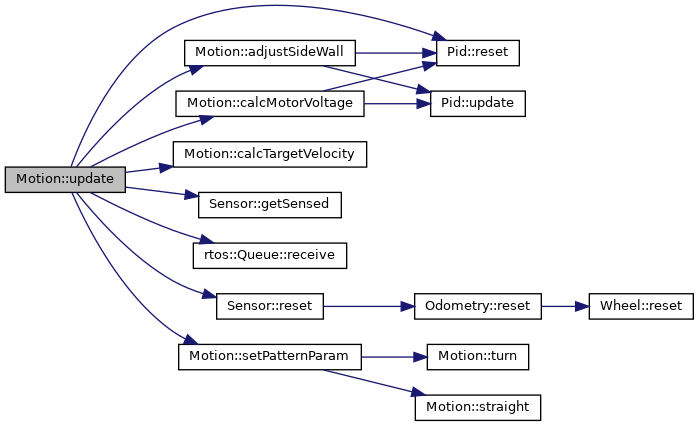 Motion::update
Motion::adjustSideWall
Pid::reset
Motion::calcMotorVoltage
Pid::update
Motion::calcTargetVelocity
Sensor::getSensed
rtos::Queue::receive
Sensor::reset
Odometry::reset
Wheel::reset
Motion::setPatternParam
Motion::turn
Motion::straight